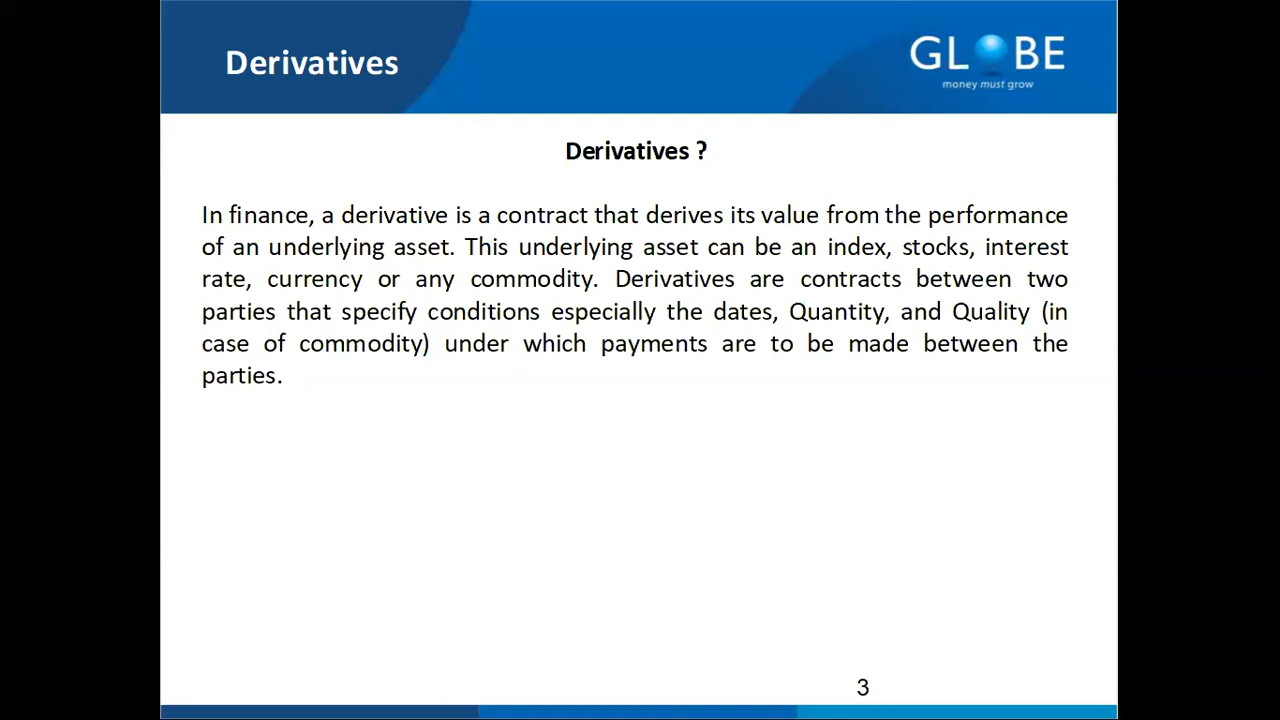 Derivatives
GLOBE
money must grow
Derivatives ?
In finance, a derivative is a contract that derives its value from the performance
of an underlying asset. This underlying asset can be an index, stocks, interest
rate, currency or any commodity. Derivatives are contracts between two
parties that specify conditions especially the dates, Quantity, and Quality (in
case of commodity) under which payments are to be made between the
parties.
3